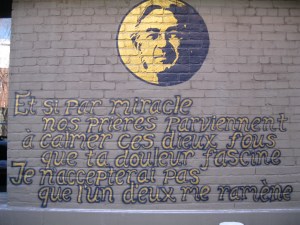 Et si par miracle
nos prières parviennent
à calmer ces dieux fous
que ta douleur fascine
Je n'accepterai pas
que l'un deux me ramène